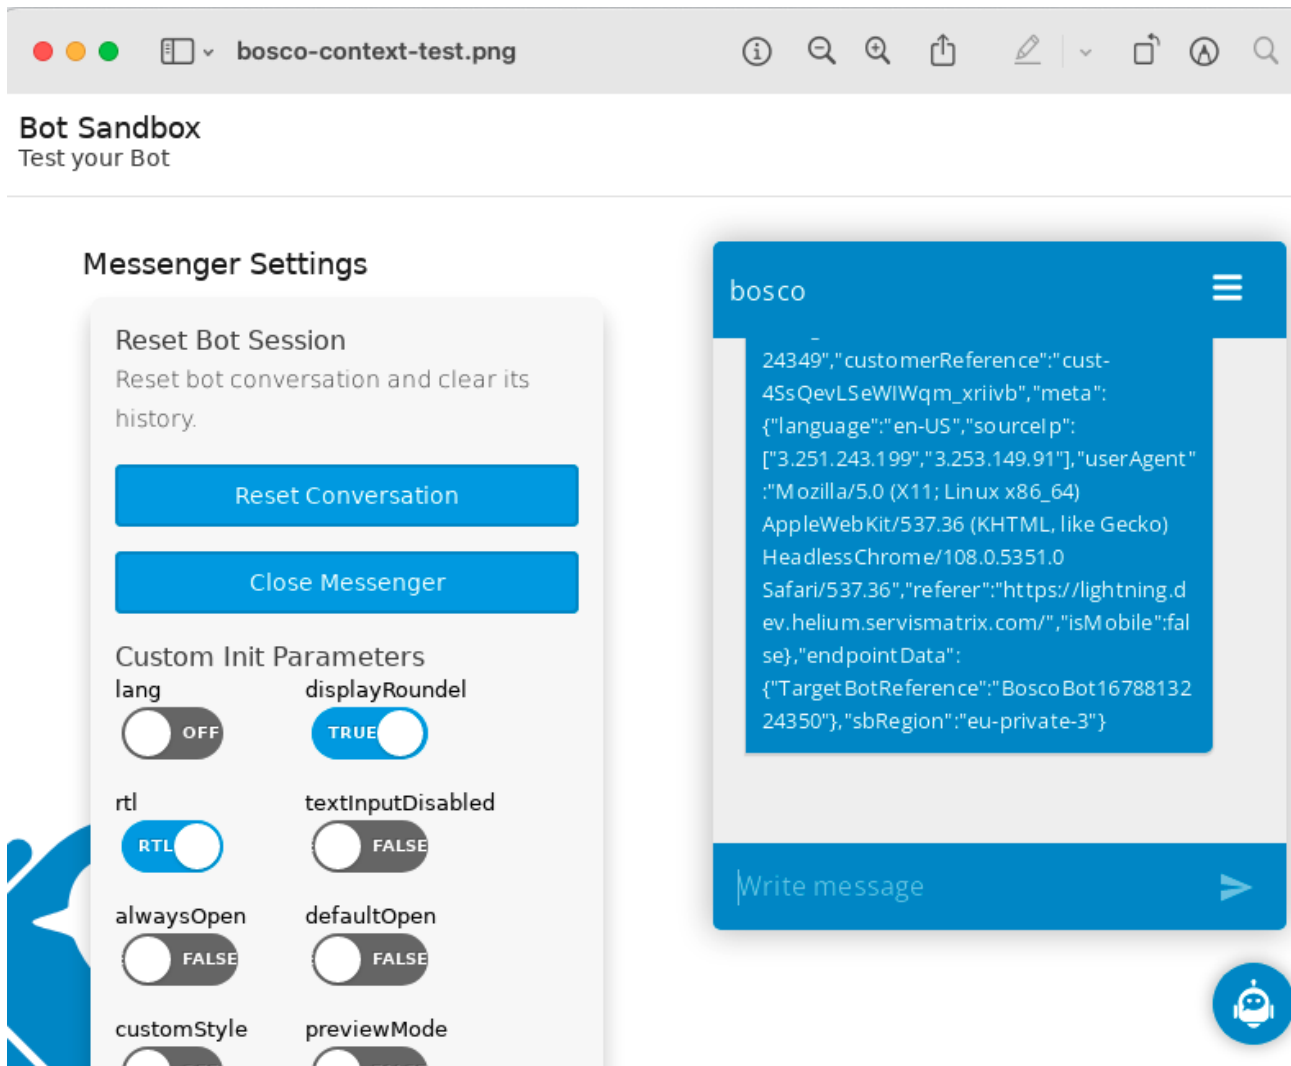 bosco-context-test.png
Bot Sandbox
Test your Bot
Messenger Settings
Reset Bot Session
Reset bot conversation and clear its
history.
Reset Conversation
Close Messenger
Custom Init Parameters
lang
displayRoundel
OFF
TRUE
rtl
textInputDisabled
RTL
FALSE
alwaysOpen
defaultOpen
FALSE
FALSE
customStyle
previewMode
bosco
24349","customerReference":"cust-
4SsQevLSeWIWqm_xriivb","meta":
{"language":"en-US","sourceIp":
["3.251.243.199","3.253.149.91"],"userAgent"
:"Mozilla/5.0 (X11; Linux x86_64)
AppleWebKit/537.36 (KHTML, like Gecko)
HeadlessChrome/108.0.5351.0
Safari/537.36","referer":"https://lightning.d
ev.helium.servismatrix.com/","isMobile":fal
se},"endpointData":
{"TargetBotReference":"BoscoBot16788132
24350"},"sbRegion":"eu-private-3"}
Write message